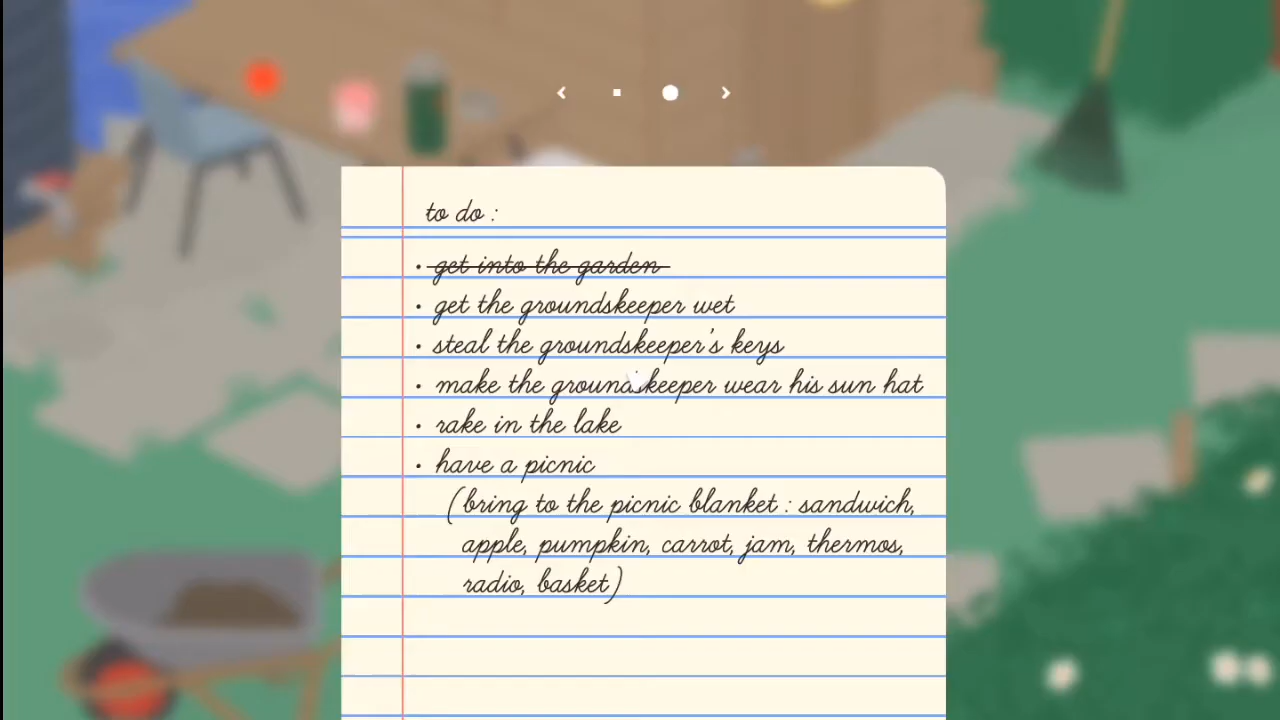 to do :
• get into the garden
• get the groundskeeper wet
• steal the groundskeeper's keys
• make the groundskeeper wear his sun hat
• rake in the lake
• have a picnic
(bring to the picnic blanket : sandwich,
apple, pumpkin, carrot, jam, thermos,
radio, basket)